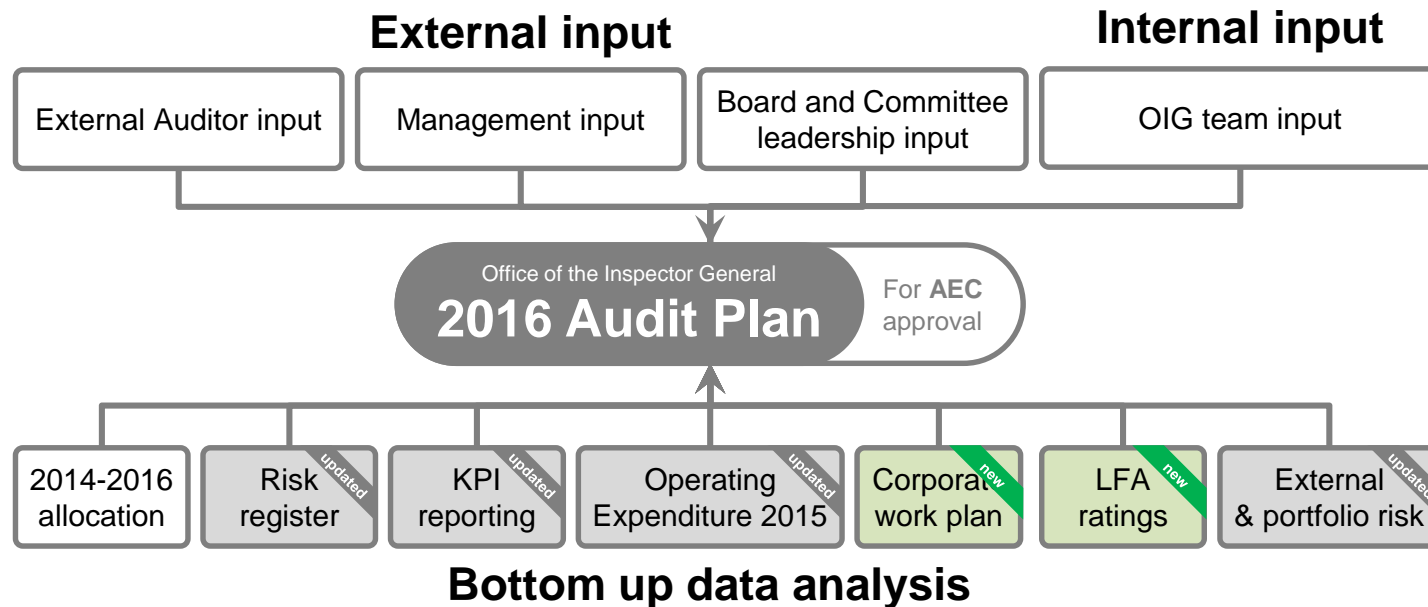 External input
Internal input
External Auditor input
Management input
Board and Committee
leadership input
OIG team input
Office of the Inspector General
2016 Audit Plan
For AEC
approval
2014-2016
allocation
Risk
register
updated
KPI
reporting
updated
Operating
Expenditure 2015
updated
Corporat
work plan
new
LFA
ratings
new
External
& portfolio risk
updated
Bottom up data analysis